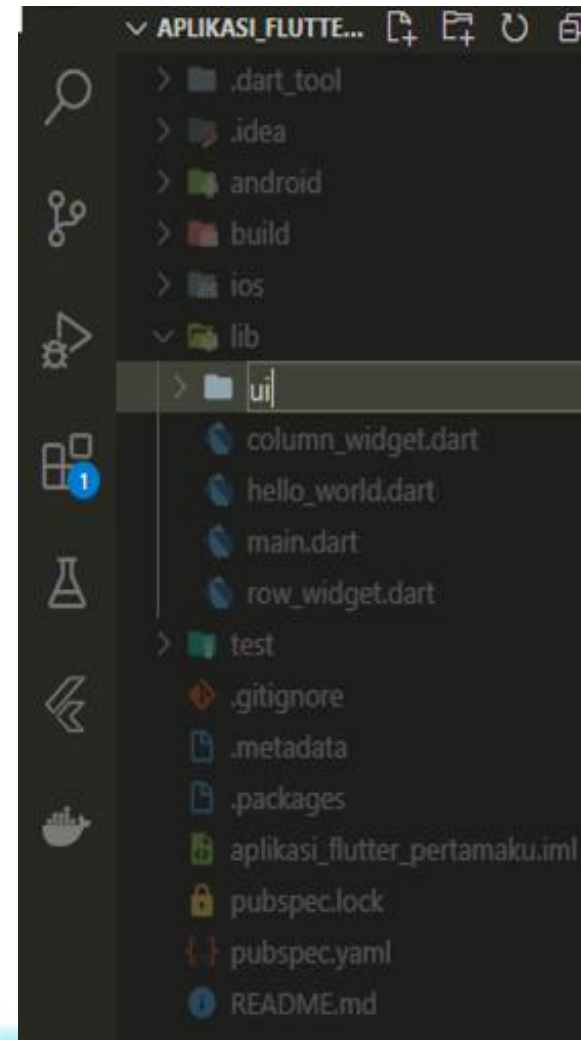 APLIKASI_FLUTTE...
.dart_tool
.idea
android
build
ios
lib
ui
column_widget.dart
hello_world.dart
1
main.dart
row_widget.dart
test
.gitignore
.metadata
.packages
aplikasi_flutter_pertamaku.iml
pubspec.lock
pubspec.yaml
README.md